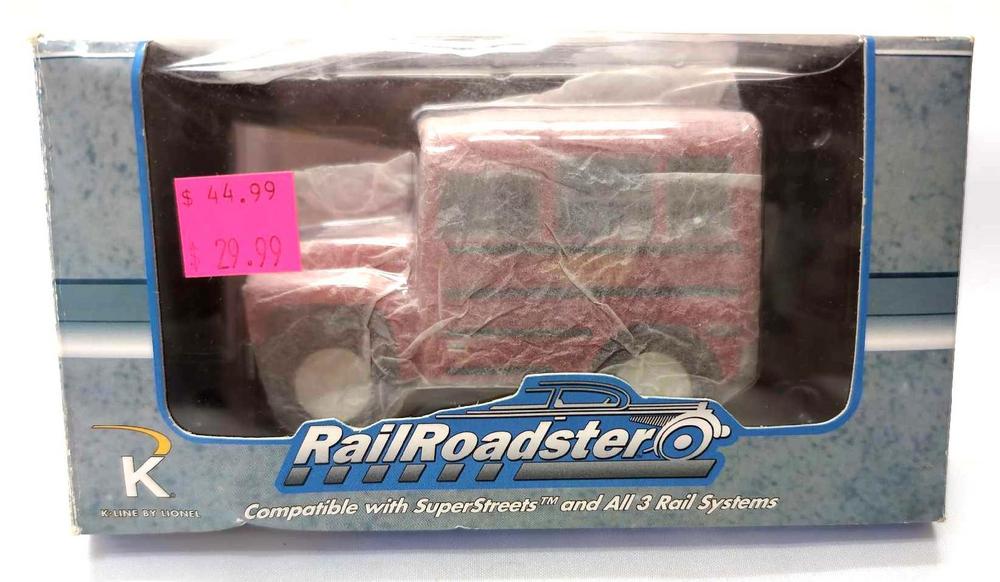 $ 44.99
$ 29.99
RailRoadster
K
K-LINE BY LIONEL
Compatible with SuperStreets™ and All 3 Rail Systems